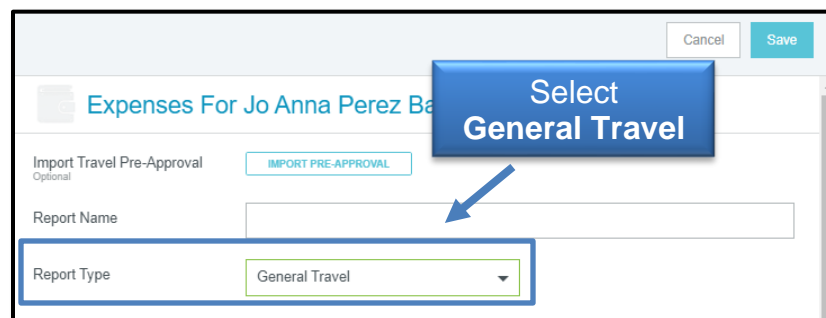 Cancel Save
Expenses For Jo Anna Perez Ba
Select
General Travel
Import Travel Pre-Approval
Optional
IMPORT PRE-APPROVAL
Report Name
Report Type
General Travel